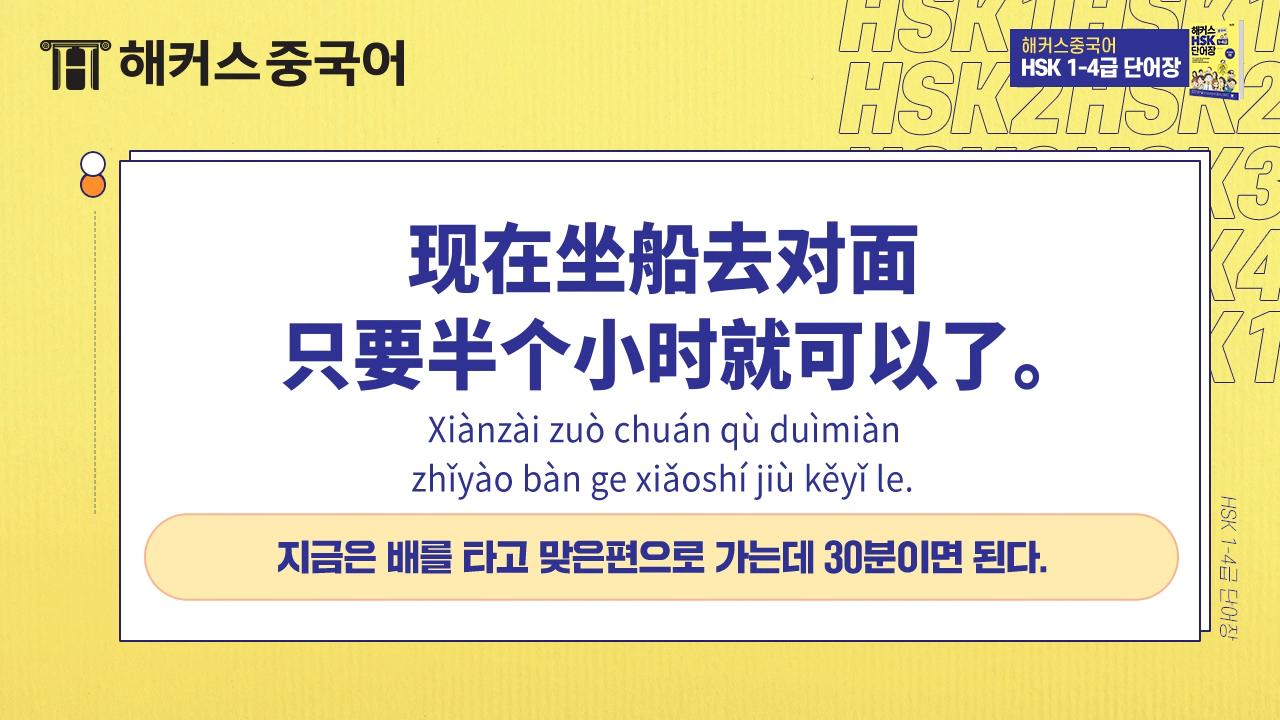 해커스 중국어
해커스중국어
HSK 1-4급 단어장
해커스
HSK
단어장
HSK1HSK1
HSK2HSK2
K3
K4
K1
现在坐船去对面
只要半个小时就可以了。
Xiànzài zuò chuán qù duìmiàn
zhǐyào bàn ge xiǎoshí jiù kěyǐ le.
지금은 배를 타고 맞은편으로 가는데 30분이면 된다.
HSK 1-4급 단어장